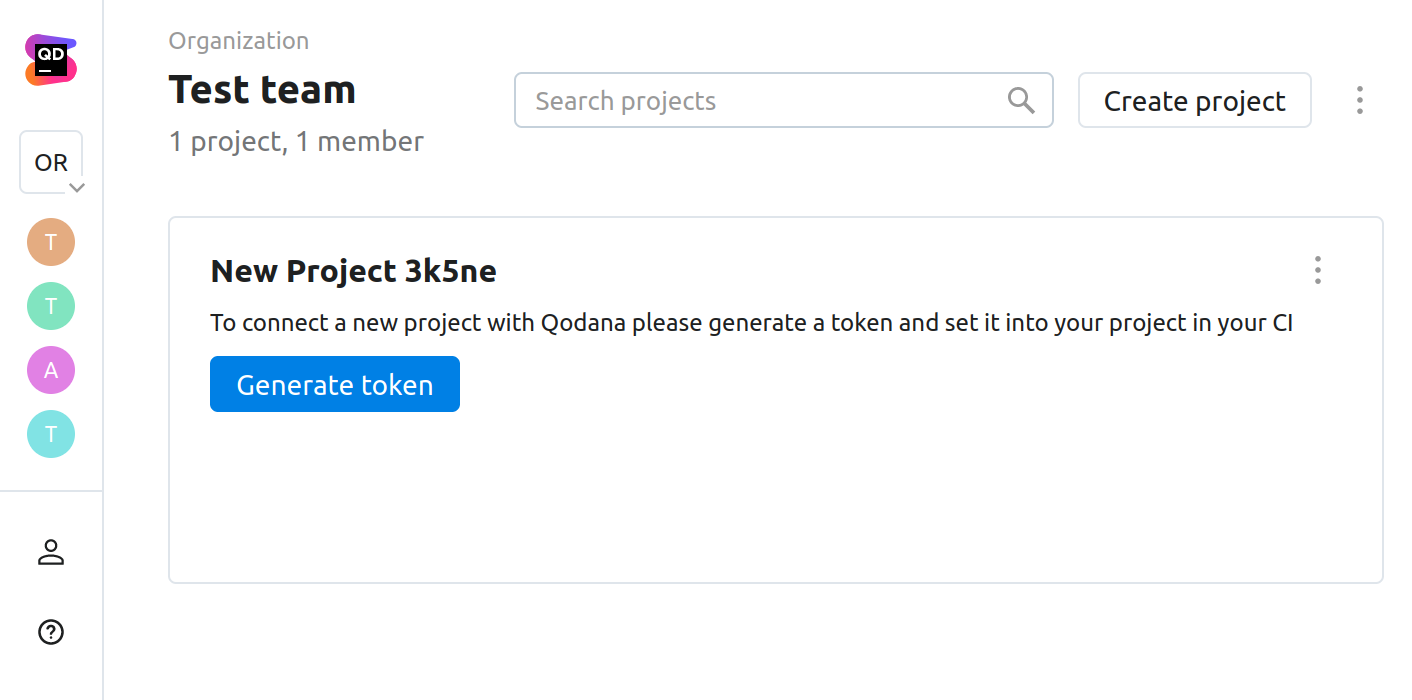 QD
OR
T
T
A
T
Organization
Test team
1 project, 1 member
Search projects
Create project
New Project 3k5ne
To connect a new project with Qodana please generate a token and set it into your project in your CI
Generate token